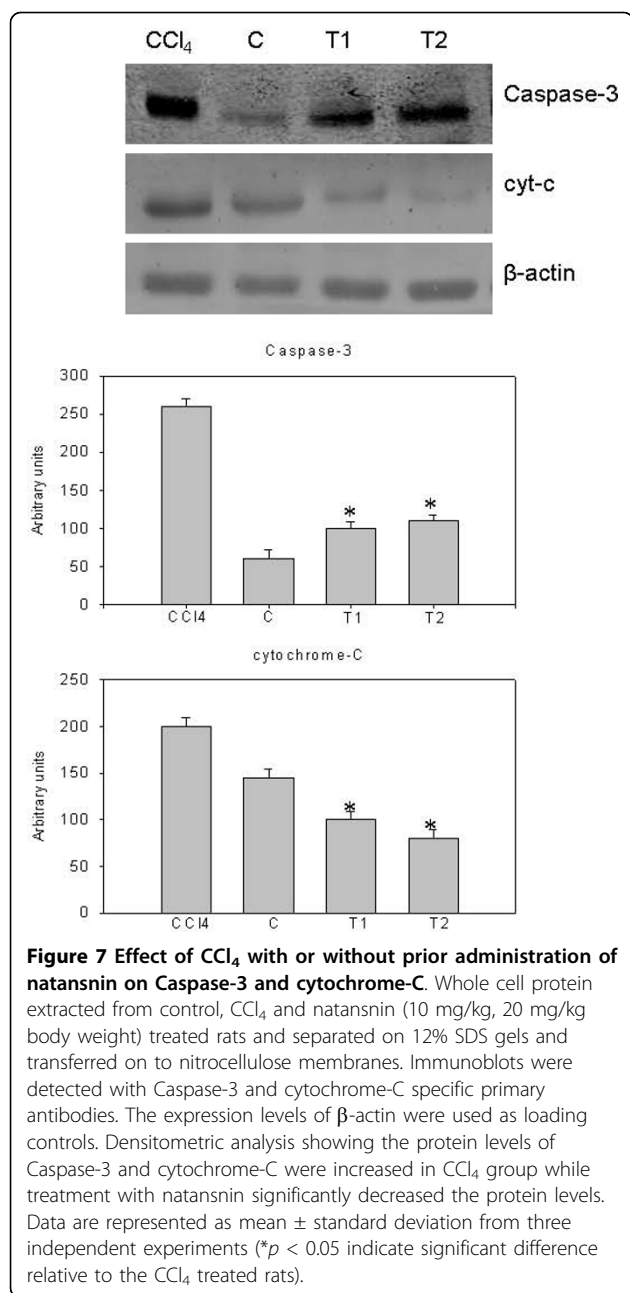 CCl₄ C T1 T2
Caspase-3
cyt-c
β-actin
Caspase-3
300
250
200
150
100
50
0
Arbitrary units
*
*
CCl4 C T1 T2
cytochrome-C
250
200
150
100
50
0
Arbitrary units
*
*
CCl4 C T1 T2
Figure 7 Effect of CCl₄ with or without prior administration of
natansnin on Caspase-3 and cytochrome-C. Whole cell protein
extracted from control, CCl₄ and natansnin (10 mg/kg, 20 mg/kg
body weight) treated rats and separated on 12% SDS gels and
transferred on to nitrocellulose membranes. Immunoblots were
detected with Caspase-3 and cytochrome-C specific primary
antibodies. The expression levels of β-actin were used as loading
controls. Densitometric analysis showing the protein levels of
Caspase-3 and cytochrome-C were increased in CCl₄ group while
treatment with natansnin significantly decreased the protein levels.
Data are represented as mean ± standard deviation from three
independent experiments (*p < 0.05 indicate significant difference
relative to the CCl₄ treated rats).